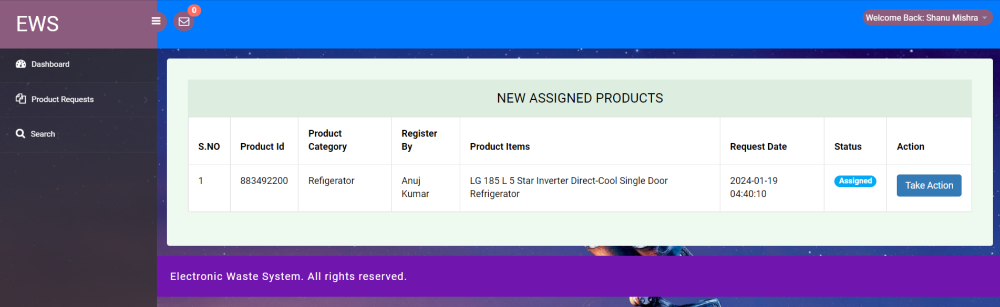 EWS
0
Welcome Back: Shanu Mishra
Dashboard
Product Requests
Search
NEW ASSIGNED PRODUCTS
S.NO
Product Id
Product
Category
Register
By
Product Items
Request Date
Status
Action
1
883492200
Refigerator
Anuj
Kumar
LG 185 L 5 Star Inverter Direct-Cool Single Door
Refrigerator
2024-01-19
04:40:10
Assigned
Take Action
Electronic Waste System. All rights reserved.